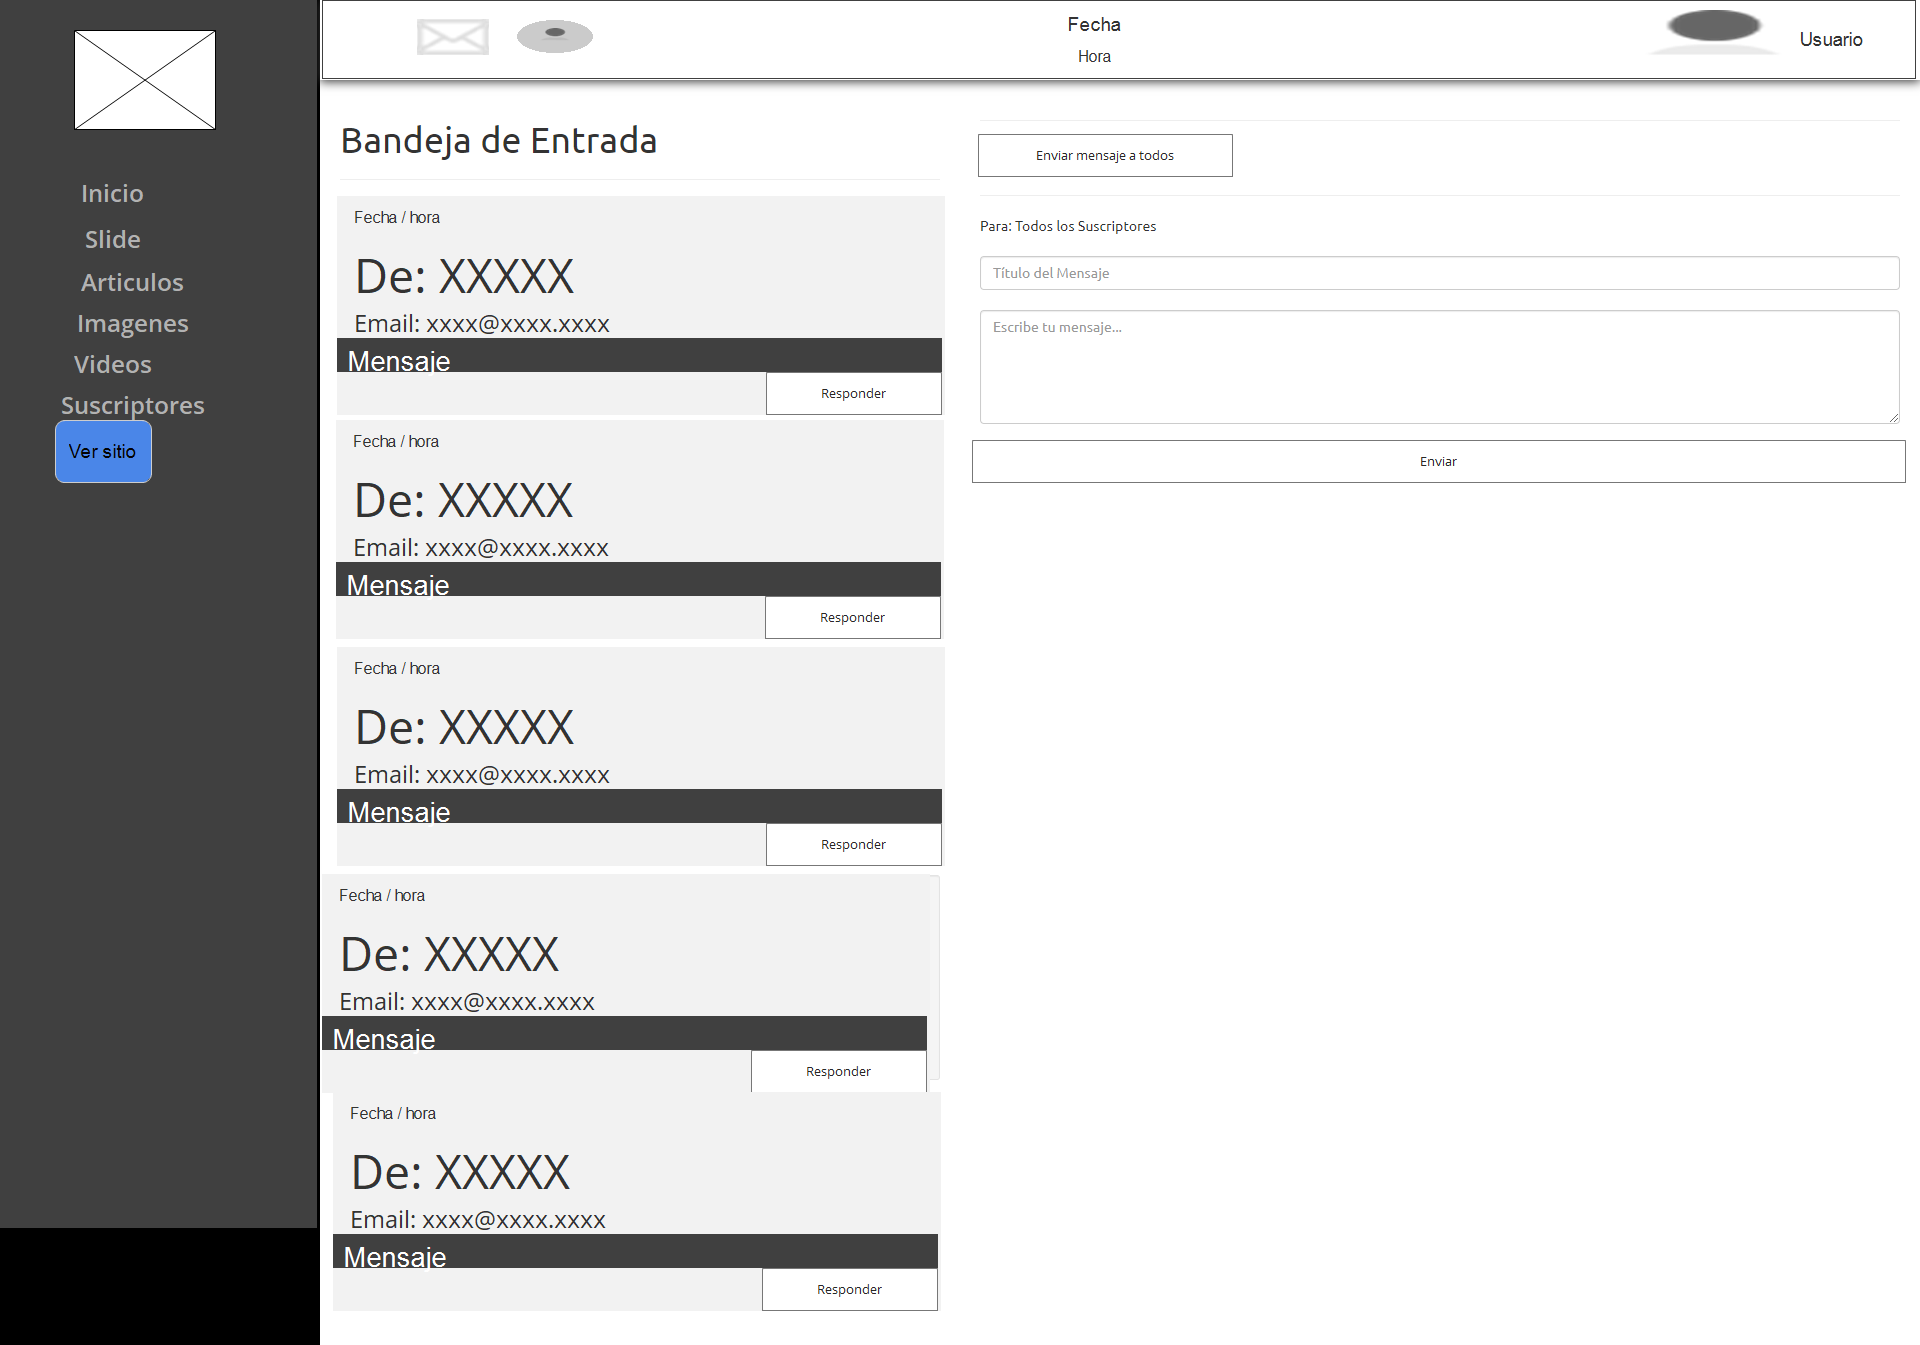 Fecha
Hora
Usuario
Inicio
Slide
Articulos
Imagenes
Videos
Suscriptores
Ver sitio
Bandeja de Entrada
Fecha / hora
De: XXXXX
Email: xxxx@xxxx.xxxx
Mensaje
Responder
Fecha / hora
De: XXXXX
Email: xxxx@xxxx.xxxx
Mensaje
Responder
Fecha / hora
De: XXXXX
Email: xxxx@xxxx.xxxx
Mensaje
Responder
Fecha / hora
De: XXXXX
Email: xxxx@xxxx.xxxx
Mensaje
Responder
Fecha / hora
De: XXXXX
Email: xxxx@xxxx.xxxx
Mensaje
Responder
Enviar mensaje a todos
Para: Todos los Suscriptores
Título del Mensaje
Escribe tu mensaje...
Enviar